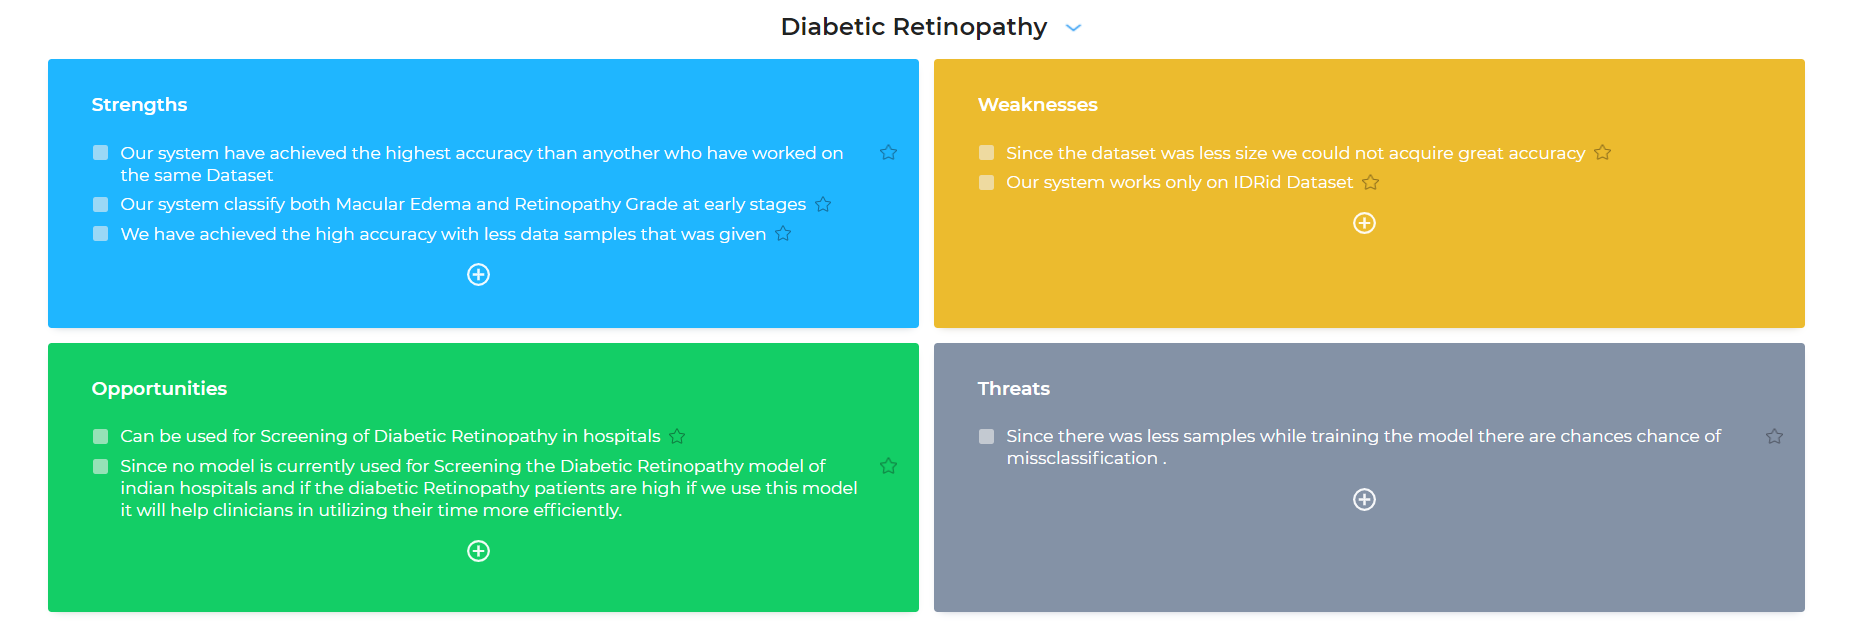 Diabetic Retinopathy
Strengths
Our system have achieved the highest accuracy than anyother who have worked on
the same Dataset
Our system classify both Macular Edema and Retinopathy Grade at early stages
We have achieved the high accuracy with less data samples that was given
Weaknesses
Since the dataset was less size we could not acquire great accuracy
Our system works only on IDRid Dataset
Opportunities
Can be used for Screening of Diabetic Retinopathy in hospitals
Since no model is currently used for Screening the Diabetic Retinopathy model of
indian hospitals and if the diabetic Retinopathy patients are high if we use this model
it will help clinicians in utilizing their time more efficiently.
Threats
Since there was less samples while training the model there are chances chance of
missclassification .